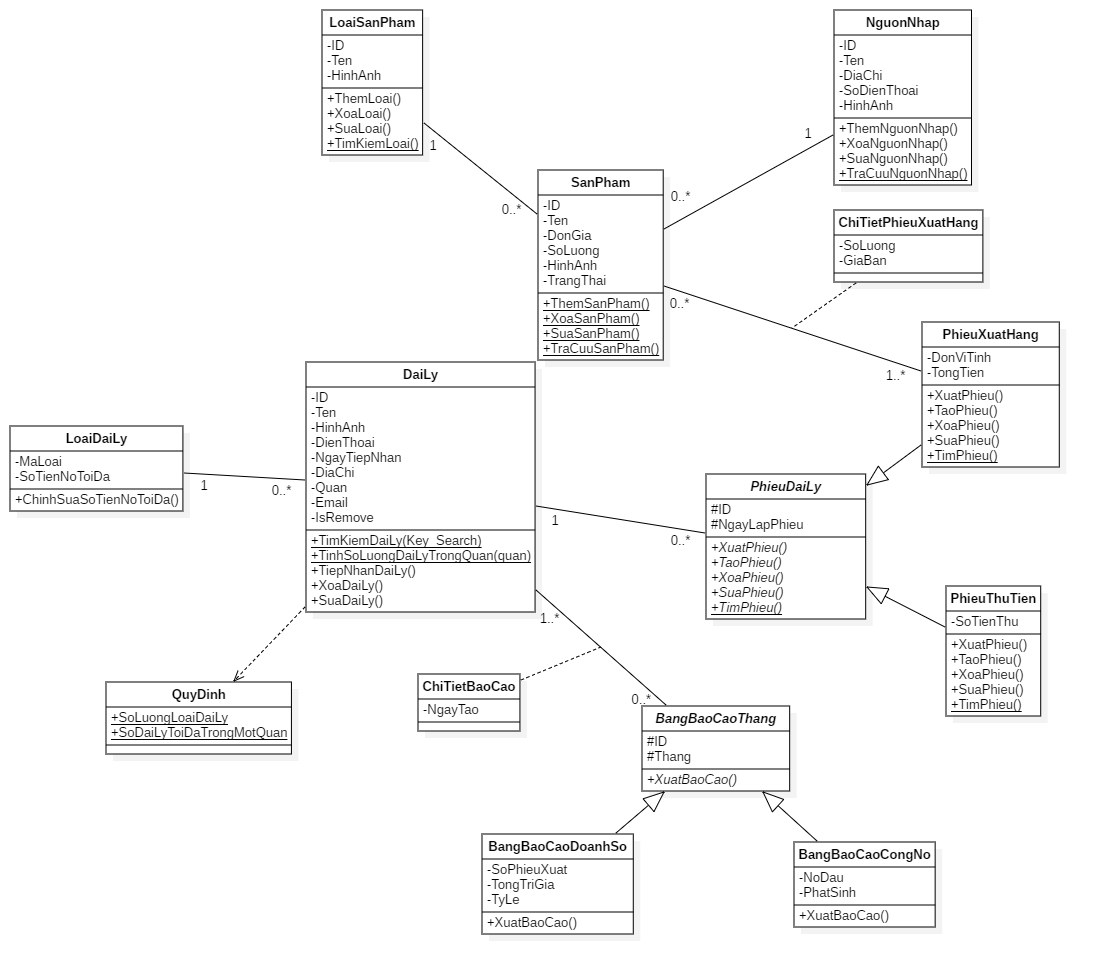 LoaiSanPham
-ID
-Ten
-HinhAnh
+ThemLoai()
+XoaLoai()
+SuaLoai()
+TimKiemLoai()
1
0..*
NguonNhap
-ID
-Ten
-DiaChi
-SoDienThoai
-HinhAnh
+ThemNguonNhap()
+XoaNguonNhap()
+SuaNguonNhap()
+TraCuuNguonNhap()
1
0..*
SanPham
-ID
-Ten
-DonGia
-SoLuong
-HinhAnh
-TrangThai
+ThemSanPham()
+XoaSanPham()
+SuaSanPham()
+TraCuuSanPham()
ChiTietPhieuXuatHang
-SoLuong
-GiaBan
0..*
1..*
PhieuXuatHang
-DonViTinh
-TongTien
+XuatPhieu()
+TaoPhieu()
+XoaPhieu()
+SuaPhieu()
+TimPhieu()
DaiLy
-ID
-Ten
-HinhAnh
-DienThoai
-NgayTiepNhan
-DiaChi
-Quan
-Email
-IsRemove
+TimKiemDaiLy(Key_Search)
+TinhSoLuongDaiLyTrongQuan(quan)
+TiepNhanDaiLy()
+XoaDaiLy()
+SuaDaiLy()
LoaiDaiLy
-MaLoai
-SoTienNoToiDa
+ChinhSuaSoTienNoToiDa()
1
0..*
PhieuDaiLy
#ID
#NgayLapPhieu
+XuatPhieu()
+TaoPhieu()
+XoaPhieu()
+SuaPhieu()
+TimPhieu()
1
0..*
PhieuThuTien
-SoTienThu
+XuatPhieu()
+TaoPhieu()
+XoaPhieu()
+SuaPhieu()
+TimPhieu()
QuyDinh
+SoLuongLoaiDaiLy
+SoDaiLyToiDaTrongMotQuan
ChiTietBaoCao
-NgayTao
1..*
0..*
BangBaoCaoThang
#ID
#Thang
+XuatBaoCao()
BangBaoCaoDoanhSo
-SoPhieuXuat
-TongTriGia
-TyLe
+XuatBaoCao()
BangBaoCaoCongNo
-NoDau
-PhatSinh
+XuatBaoCao()